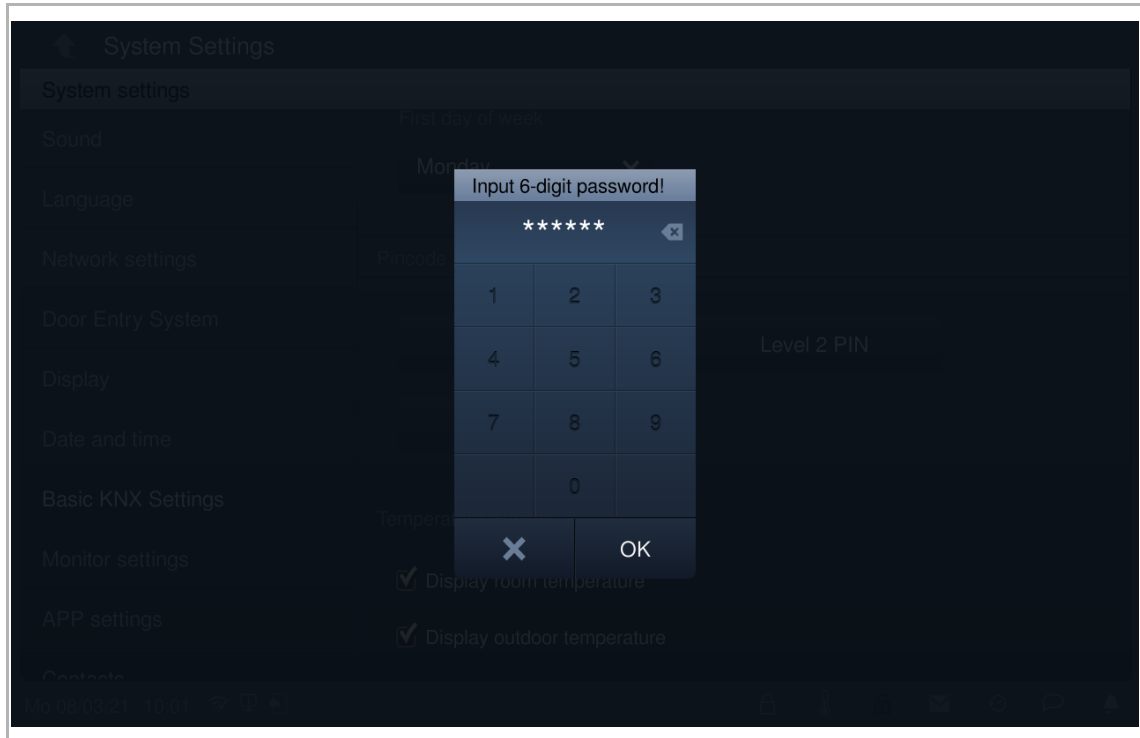 System Settings
System settings
Sound
Language
Network settings
Door Entry System
Display
Date and time
Basic KNX Settings
Monitor settings
APP settings
Contacts
First day of week
Monday
Pincode
Level 2 PIN
Input 6-digit password!
******
1 2 3
4 5 6
7 8 9
0
OK
Display room temperature
Display outdoor temperature
Mo 08/03/21 16:01